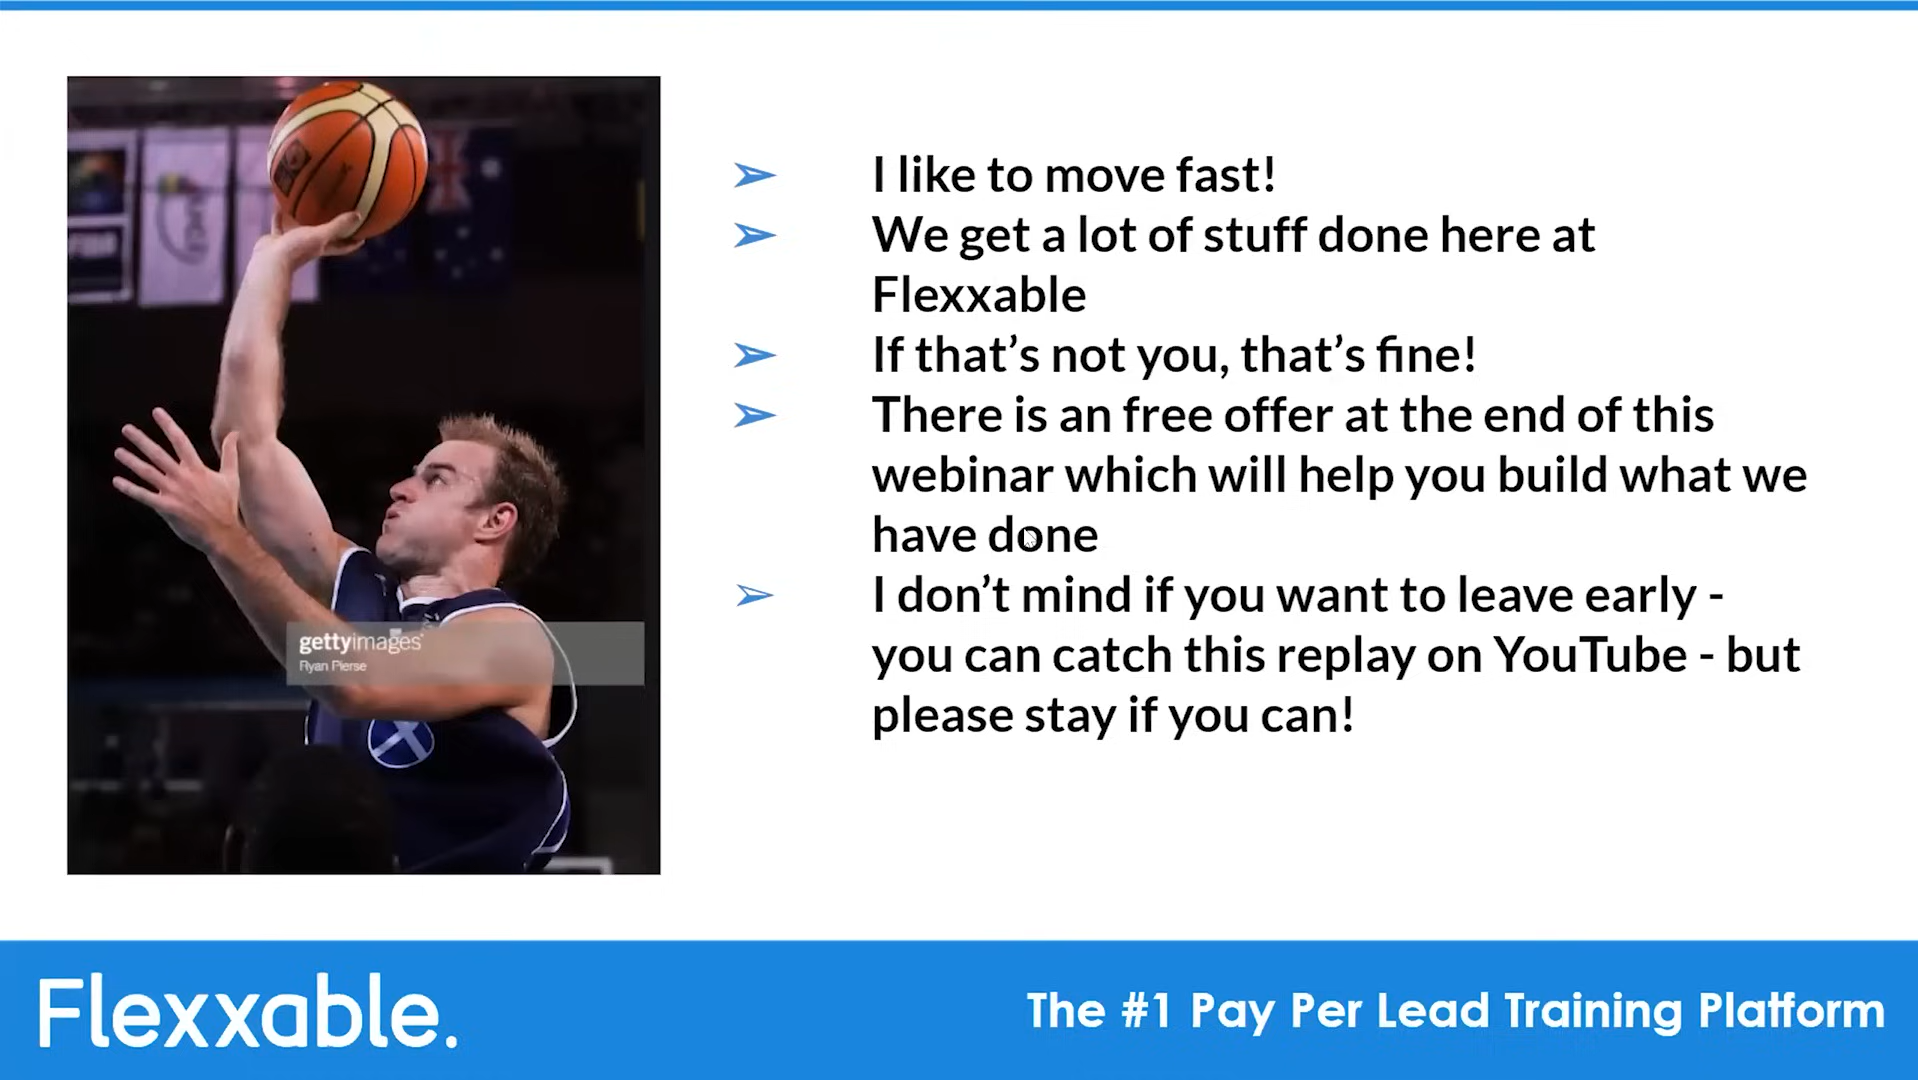 gettyimages
Ryan Pierse
➢ I like to move fast!
➢ We get a lot of stuff done here at
Flexxable
➢ If that’s not you, that’s fine!
➢ There is an free offer at the end of this
webinar which will help you build what we
have done
➢ I don’t mind if you want to leave early -
you can catch this replay on YouTube - but
please stay if you can!
Flexxable.
The #1 Pay Per Lead Training Platform